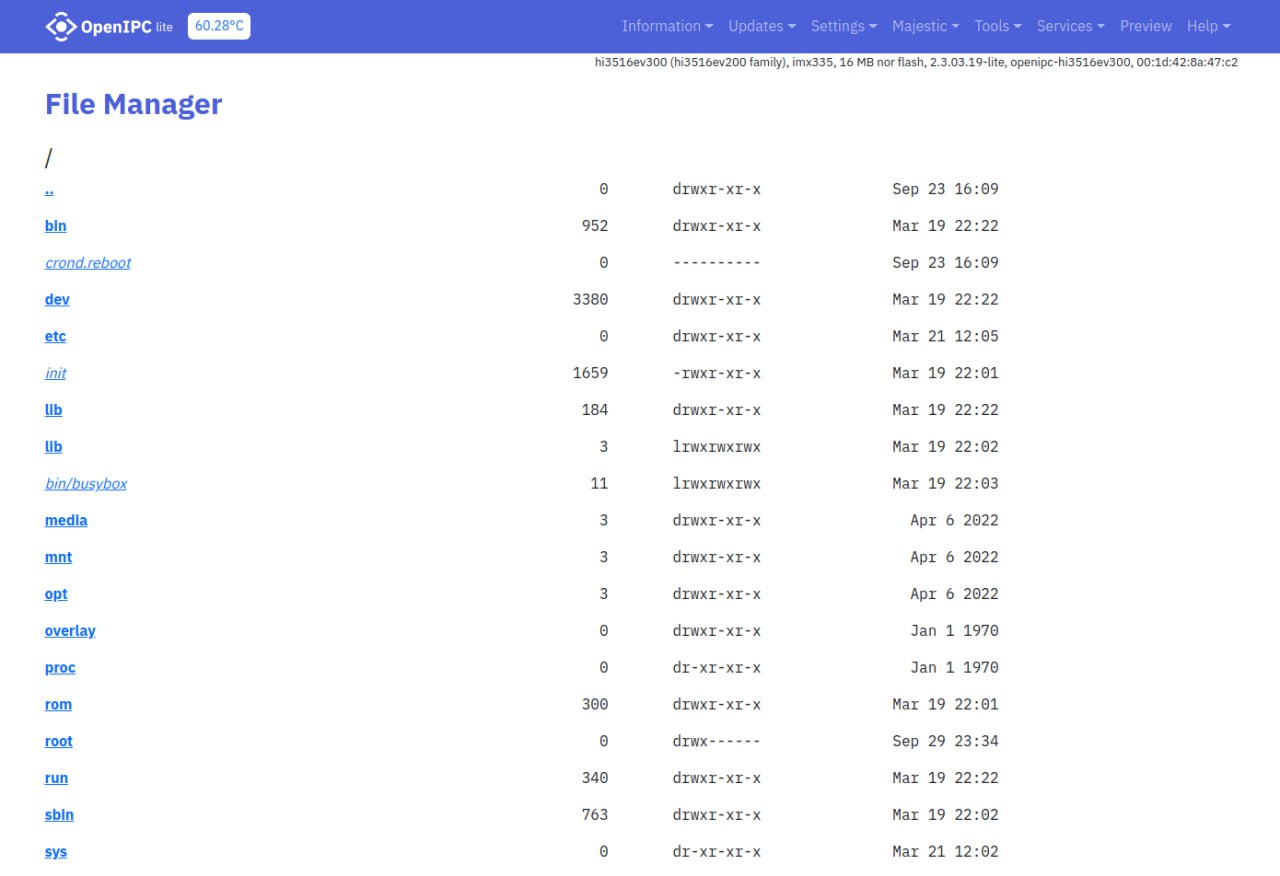 OpenIPC lite 60.28°C Information Updates Settings Majestic Tools Services Preview Help
hi3516ev300 (hi3516ev200 family), imx335, 16 MB nor flash, 2.3.03.19-lite, openipc-hi3516ev300, 00:1d:42:8a:47:c2
File Manager
/
.. 0 drwxr-xr-x Sep 23 16:09
bin 952 drwxr-xr-x Mar 19 22:22
crond.reboot 0 ---------- Sep 23 16:09
dev 3380 drwxr-xr-x Mar 19 22:22
etc 0 drwxr-xr-x Mar 21 12:05
init 1659 -rwxr-xr-x Mar 19 22:01
lib 184 drwxr-xr-x Mar 19 22:22
lib 3 lrwxrwxrwx Mar 19 22:02
bin/busybox 11 lrwxrwxrwx Mar 19 22:03
media 3 drwxr-xr-x Apr 6 2022
mnt 3 drwxr-xr-x Apr 6 2022
opt 3 drwxr-xr-x Apr 6 2022
overlay 0 drwxr-xr-x Jan 1 1970
proc 0 dr-xr-xr-x Jan 1 1970
rom 300 drwxr-xr-x Mar 19 22:01
root 0 drwx------ Sep 29 23:34
run 340 drwxr-xr-x Mar 19 22:22
sbin 763 drwxr-xr-x Mar 19 22:02
sys 0 dr-xr-xr-x Mar 21 12:02